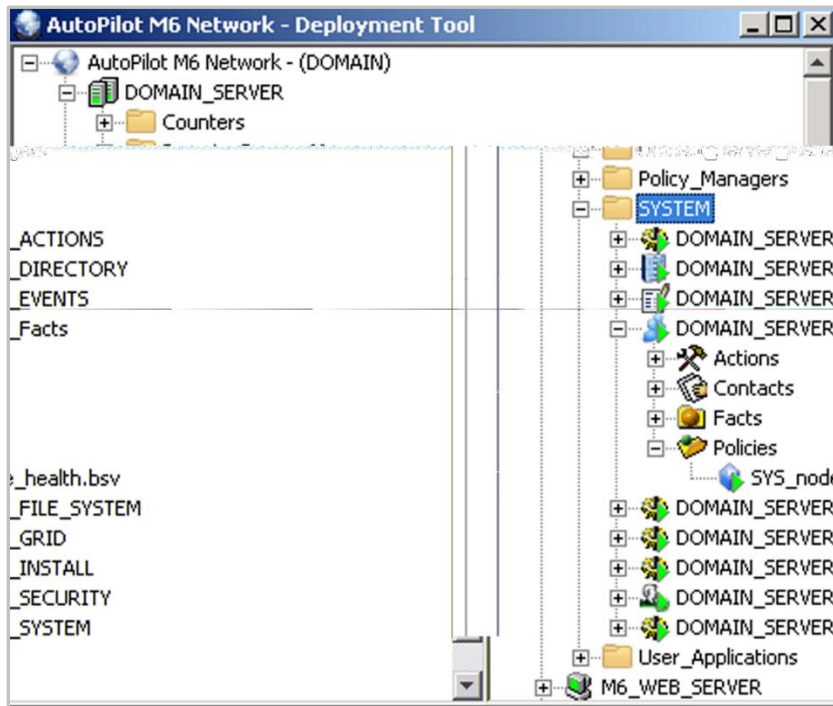 AutoPilot M6 Network - Deployment Tool
AutoPilot M6 Network - (DOMAIN)
DOMAIN_SERVER
Counters
Policy_Managers
SYSTEM
_ACTIONS DOMAIN_SERVER
_DIRECTORY DOMAIN_SERVER
_EVENTS DOMAIN_SERVER
_Facts DOMAIN_SERVER
Actions
Contacts
Facts
Policies
_health.bsv SYS_node
_FILE_SYSTEM DOMAIN_SERVER
_GRID DOMAIN_SERVER
_INSTALL DOMAIN_SERVER
_SECURITY DOMAIN_SERVER
_SYSTEM DOMAIN_SERVER
User_Applications
M6_WEB_SERVER